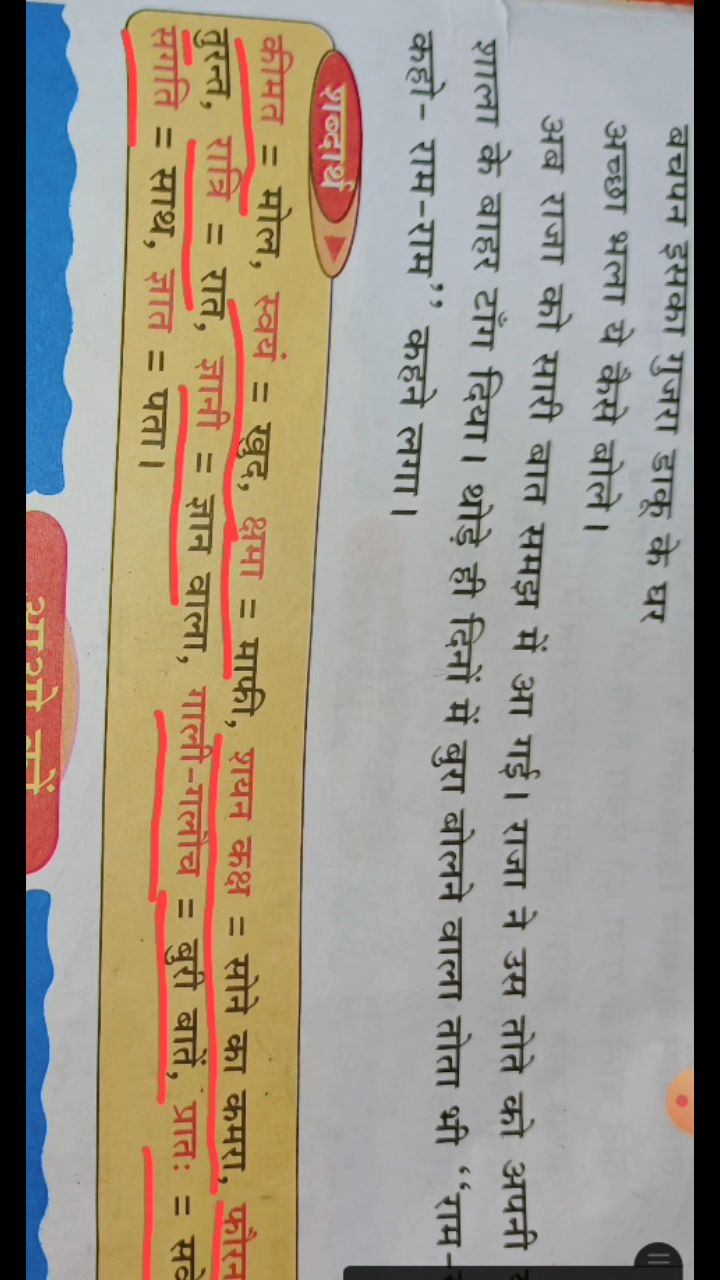 बचपन इसका गुजरा डाकू के घर
अच्छा भला ये कैसे बोले।
अब राजा को सारी बात समझ में आ गई। राजा ने उस तोते को अपनी
शाला के बाहर टांग दिया। थोड़े ही दिनों में बुरा बोलने वाला तोता भी “राम-
कहो- राम-राम” कहने लगा।
शब्दार्थ
कीमत = मोल, स्वयं = खुद, क्षमा = माफी, शयन कक्ष = सोने का कमरा, फौरन
तुरन्त, रात्रि = रात, ज्ञानी = ज्ञान वाला, गाली-गलौच = बुरी बातें, प्रातः =
संगति = साथ, ज्ञात = पता।